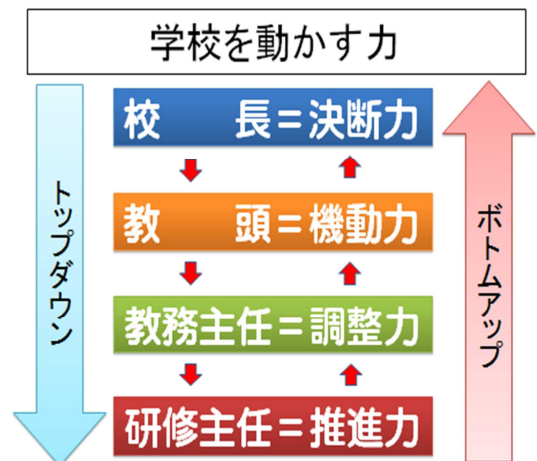 学校を動かす力
トップダウン
校　長＝決断力
教　頭＝機動力
教務主任＝調整力
研修主任＝推進力
ボトムアップ